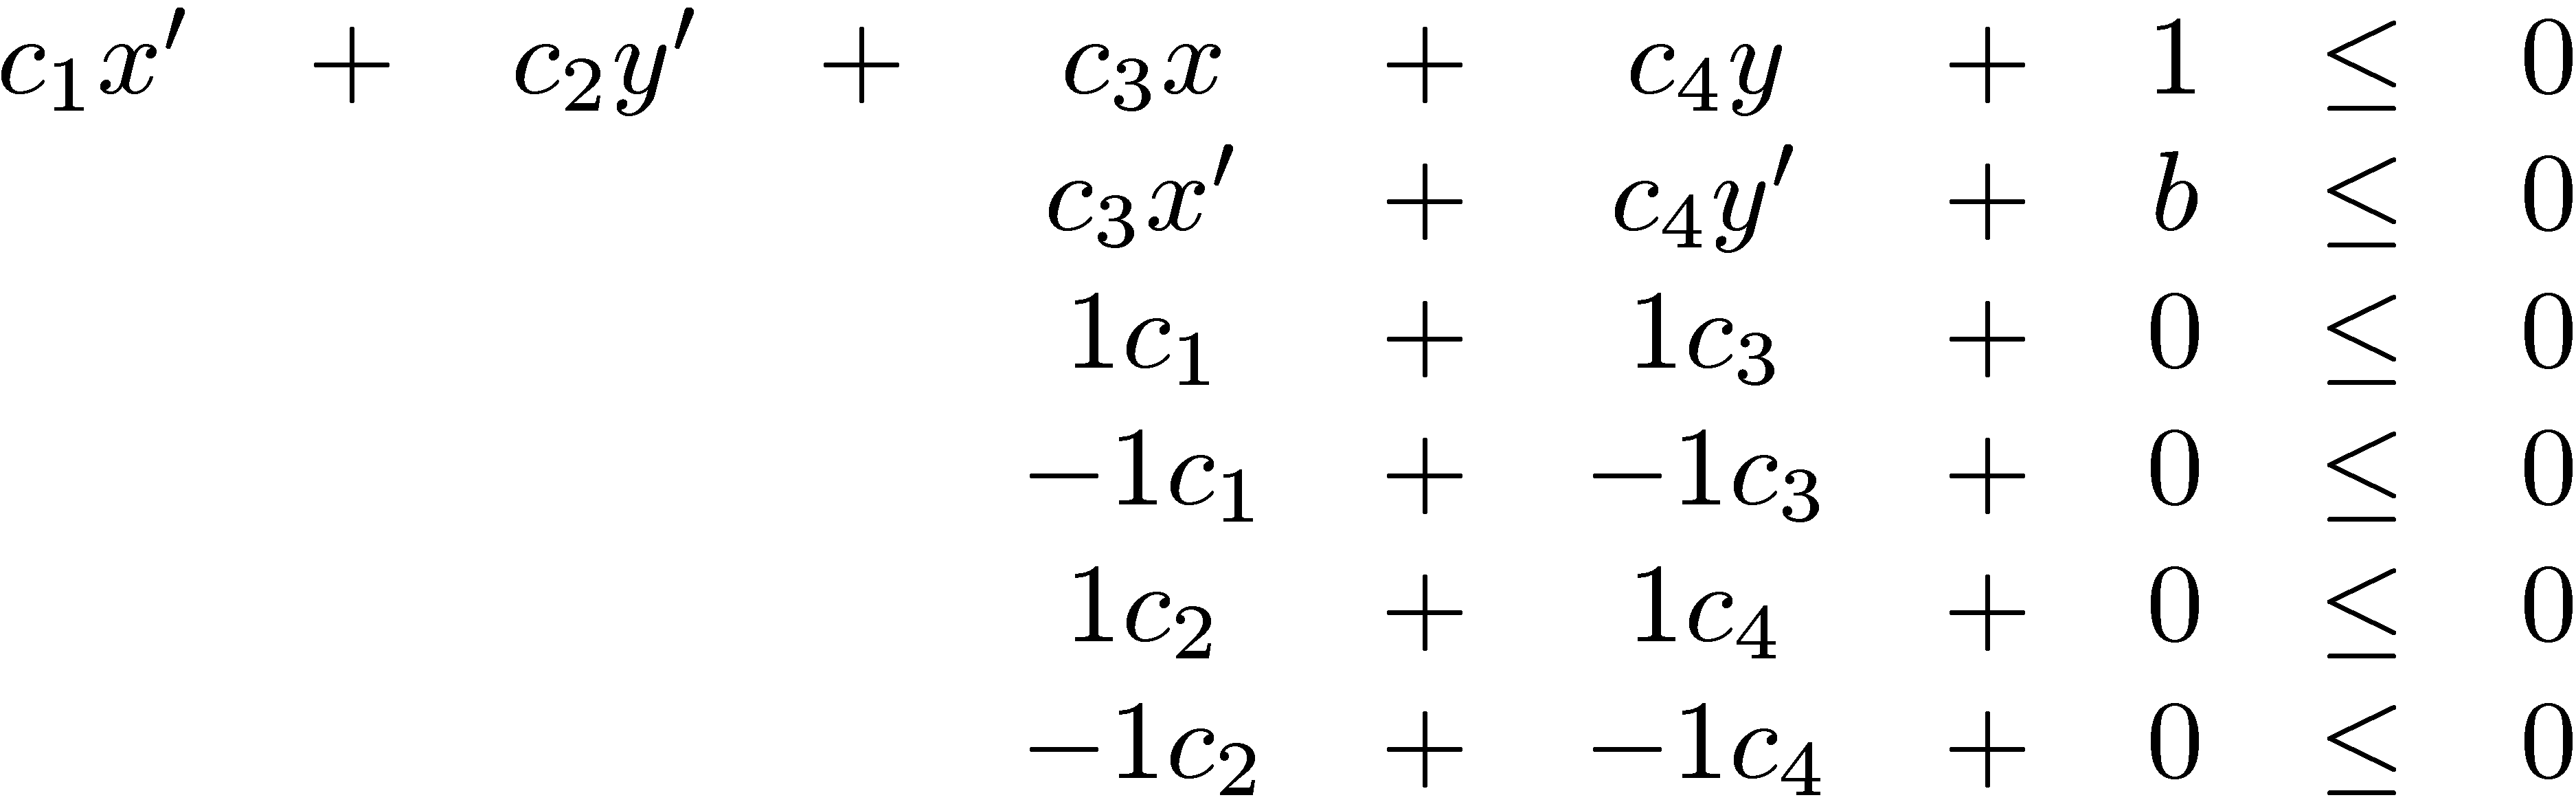 c₁x′ + c₂y′ + c₃x + c₄y + 1 ≤ 0
c₃x′ + c₄y′ + b ≤ 0
1c₁ + 1c₃ + 0 ≤ 0
−1c₁ + −1c₃ + 0 ≤ 0
1c₂ + 1c₄ + 0 ≤ 0
−1c₂ + −1c₄ + 0 ≤ 0